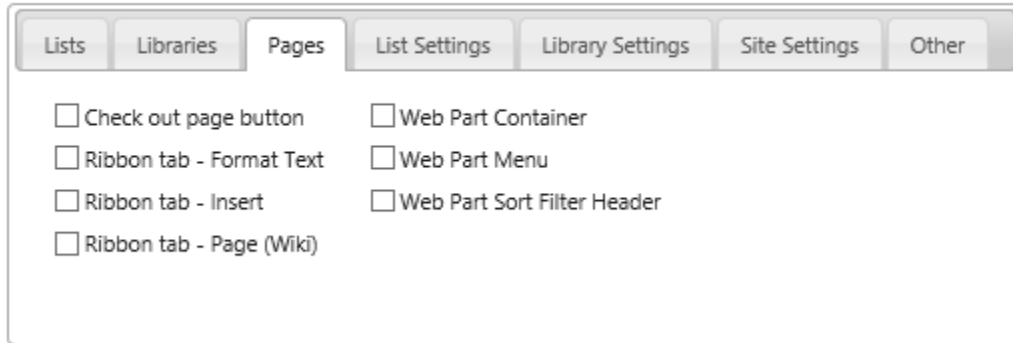 Lists Libraries Pages List Settings Library Settings Site Settings Other
Check out page button Web Part Container
Ribbon tab - Format Text Web Part Menu
Ribbon tab - Insert Web Part Sort Filter Header
Ribbon tab - Page (Wiki)